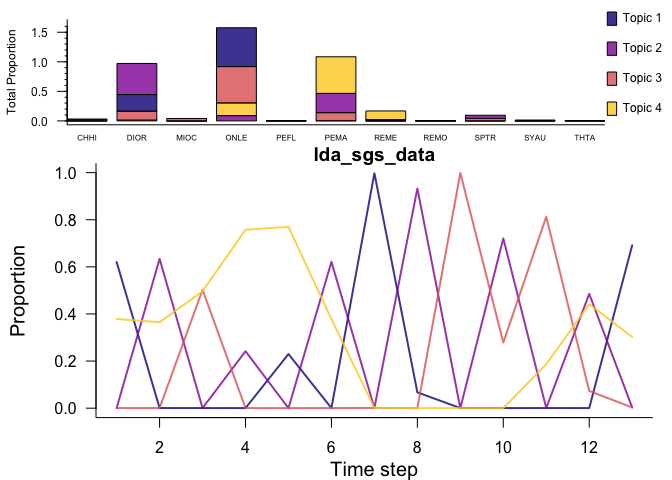 Total Proportion
1.5
1.0
0.5
0.0
CHHI DIOR MIOC ONLE PEFL PEMA REME REMO SPTR SYAU THTA
Topic 1
Topic 2
Topic 3
Topic 4
lda_sgs_data
Proportion
1.0
0.8
0.6
0.4
0.2
0.0
2 4 6 8 10 12
Time step